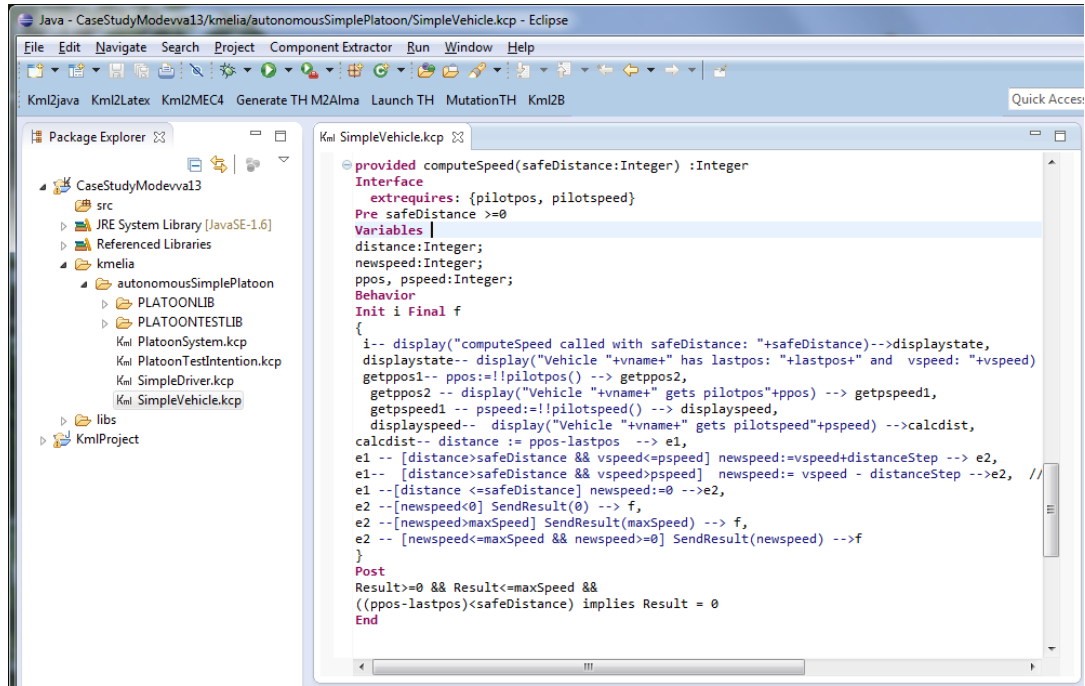 Java - CaseStudyModevva13/kmelia/autonomousSimplePlatoon/SimpleVehicle.kcp - Eclipse
File Edit Navigate Search Project Component Extractor Run Window Help
Kml2java Kml2Latex Kml2MEC4 Generate TH M2Alma Launch TH MutationTH Kml2B
Quick Access
Package Explorer
CaseStudyModevva13
src
JRE System Library [JavaSE-1.6]
Referenced Libraries
kmelia
autonomousSimplePlatoon
PLATOONLIB
PLATOONTESTLIB
Kml PlatoonSystem.kcp
Kml PlatoonTestIntention.kcp
Kml SimpleDriver.kcp
Kml SimpleVehicle.kcp
libs
KmlProject
Kml SimpleVehicle.kcp
provided computeSpeed(safeDistance:Integer) :Integer
Interface
extrequires: {pilotpos, pilotspeed}
Pre safeDistance >=0
Variables
distance:Integer;
newspeed:Integer;
ppos, pspeed:Integer;
Behavior
Init i Final f
{
i-- display("computeSpeed called with safeDistance: "+safeDistance)-->displaystate,
displaystate-- display("Vehicle "+vname+" has lastpos: "+lastpos+" and  vspeed: "+vspeed)
getppos1-- ppos:=!!pilotpos() --> getppos2,
getppos2 -- display("Vehicle "+vname+" gets pilotpos"+ppos) --> getpspeed1,
getpspeed1 -- pspeed:=!!pilotspeed() --> displayspeed,
displayspeed--  display("Vehicle "+vname+" gets pilotspeed"+pspeed) -->calcdist,
calcdist-- distance := ppos-lastpos  --> e1,
e1 -- [distance>safeDistance && vspeed<=pspeed] newspeed:=vspeed+distanceStep --> e2,
e1--  [distance>safeDistance && vspeed>pspeed]  newspeed:= vspeed - distanceStep -->e2,  //
e1 --[distance <=safeDistance] newspeed:=0 -->e2,
e2 --[newspeed<0] SendResult(0) --> f,
e2 --[newspeed>maxSpeed] SendResult(maxSpeed) --> f,
e2 -- [newspeed<=maxSpeed && newspeed>=0] SendResult(newspeed) -->f
}
Post
Result>=0 && Result<=maxSpeed &&
((ppos-lastpos)<safeDistance) implies Result = 0
End